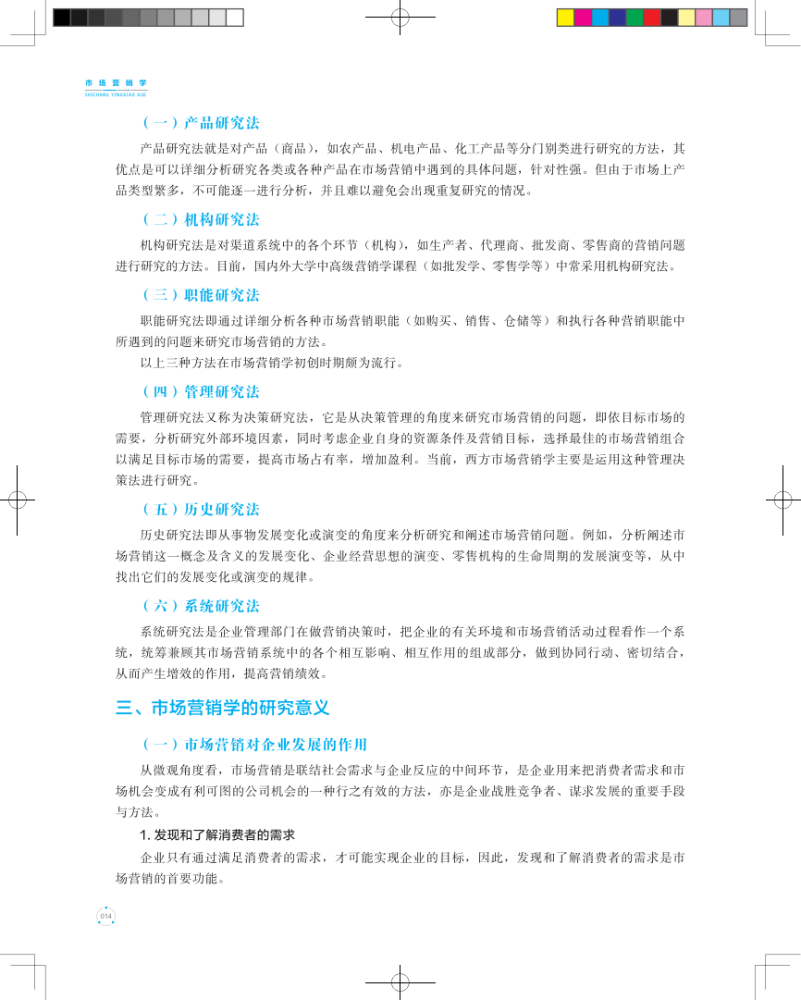 市 场 营 销 学
SHICHANG YINGXIAO XUE
（一）产品研究法
产品研究法就是对产品（商品），如农产品、机电产品、化工产品等分门别类进行研究的方法，其
优点是可以详细分析研究各类或各种产品在市场营销中遇到的具体问题，针对性强。但由于市场上产
品类型繁多，不可能逐一进行分析，并且难以避免会出现重复研究的情况。
（二）机构研究法
机构研究法是对渠道系统中的各个环节（机构），如生产者、代理商、批发商、零售商的营销问题
进行研究的方法。目前，国内外大学中高级营销学课程（如批发学、零售学等）中常采用机构研究法。
（三）职能研究法
职能研究法即通过详细分析各种市场营销职能（如购买、销售、仓储等）和执行各种营销职能中
所遇到的问题来研究市场营销的方法。
以上三种方法在市场营销学初创时期颇为流行。
（四）管理研究法
管理研究法又称为决策研究法，它是从决策管理的角度来研究市场营销的问题，即依目标市场的
需要，分析研究外部环境因素，同时考虑企业自身的资源条件及营销目标，选择最佳的市场营销组合
以满足目标市场的需要，提高市场占有率，增加盈利。当前，西方市场营销学主要是运用这种管理决
策法进行研究。
（五）历史研究法
历史研究法即从事物发展变化或演变的角度来分析研究和阐述市场营销问题。例如，分析阐述市
场营销这一概念及含义的发展变化、企业经营思想的演变、零售机构的生命周期的发展演变等，从中
找出它们的发展变化或演变的规律。
（六）系统研究法
系统研究法是企业管理部门在做营销决策时，把企业的有关环境和市场营销活动过程看作一个系
统，统筹兼顾其市场营销系统中的各个相互影响、相互作用的组成部分，做到协同行动、密切结合，
从而产生增效的作用，提高营销绩效。
三、市场营销学的研究意义
（一）市场营销对企业发展的作用
从微观角度看，市场营销是联结社会需求与企业反应的中间环节，是企业用来把消费者需求和市
场机会变成有利可图的公司机会的一种行之有效的方法，亦是企业战胜竞争者、谋求发展的重要手段
与方法。
1. 发现和了解消费者的需求
企业只有通过满足消费者的需求，才可能实现企业的目标，因此，发现和了解消费者的需求是市
场营销的首要功能。
014